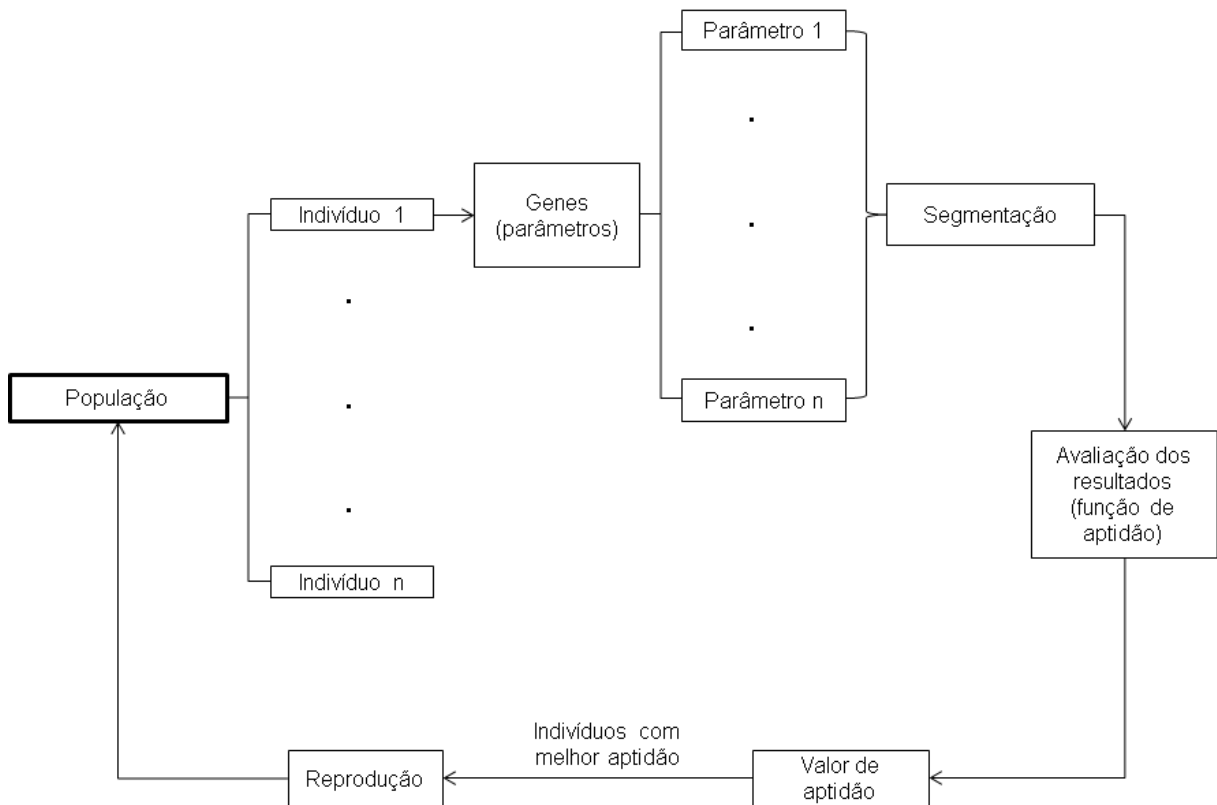 Parâmetro 1
Indivíduo 1
Genes
(parâmetros)
Segmentação
População
Parâmetro n
Avaliação dos
resultados
(função de
aptidão)
Indivíduo n
Indivíduos com
melhor aptidão
Reprodução
Valor de
aptidão